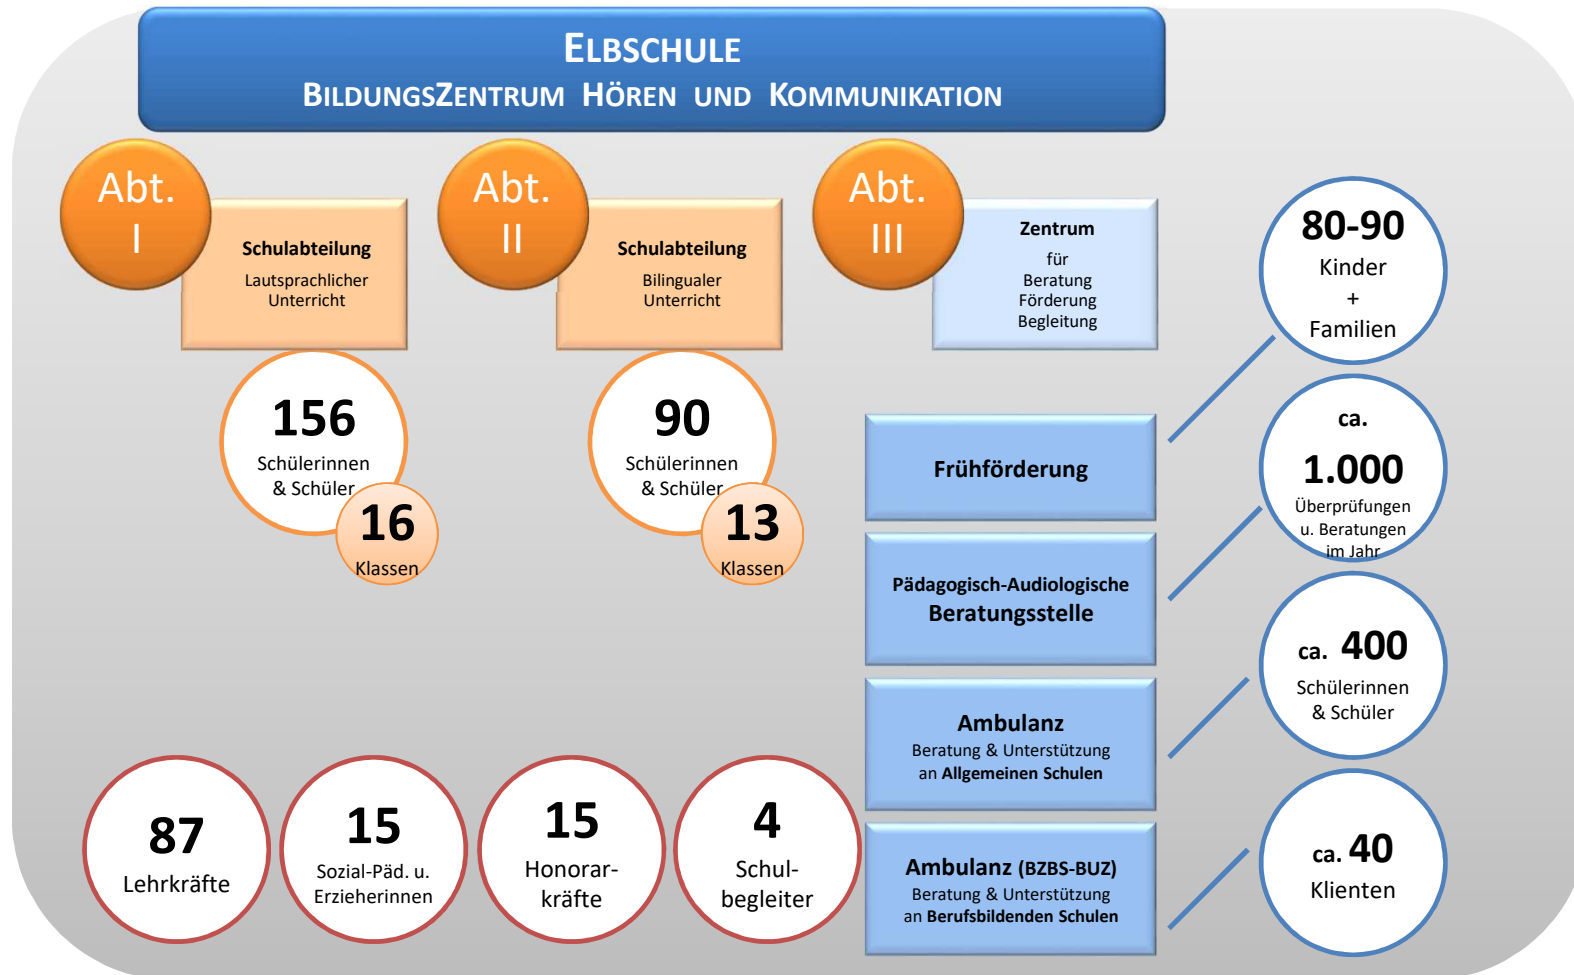 ELBSCHULE
BILDUNGSZENTRUM HÖREN UND KOMMUNIKATION
Abt.
I
Schulabteilung
Lautsprachlicher
Unterricht
156
Schülerinnen
& Schüler
16
Klassen
Abt.
II
Schulabteilung
Bilingualer
Unterricht
90
Schülerinnen
& Schüler
13
Klassen
Abt.
III
Zentrum
für
Beratung
Förderung
Begleitung
Frühförderung
80-90
Kinder
+
Familien
Pädagogisch-Audiologische
Beratungsstelle
ca.
1.000
Überprüfungen
u. Beratungen
im Jahr
Ambulanz
Beratung & Unterstützung
an Allgemeinen Schulen
ca. 400
Schülerinnen
& Schüler
Ambulanz (BZBS-BUZ)
Beratung & Unterstützung
an Berufsbildenden Schulen
ca. 40
Klienten
87
Lehrkräfte
15
Sozial-Päd. u.
Erzieherinnen
15
Honorar-
kräfte
4
Schul-
begleiter